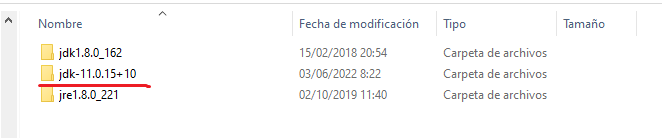 Nombre Fecha de modificación Tipo Tamaño
jdk1.8.0_162 15/02/2018 20:54 Carpeta de archivos
jdk-11.0.15+10 03/06/2022 8:22 Carpeta de archivos
jre1.8.0_221 02/10/2019 11:40 Carpeta de archivos